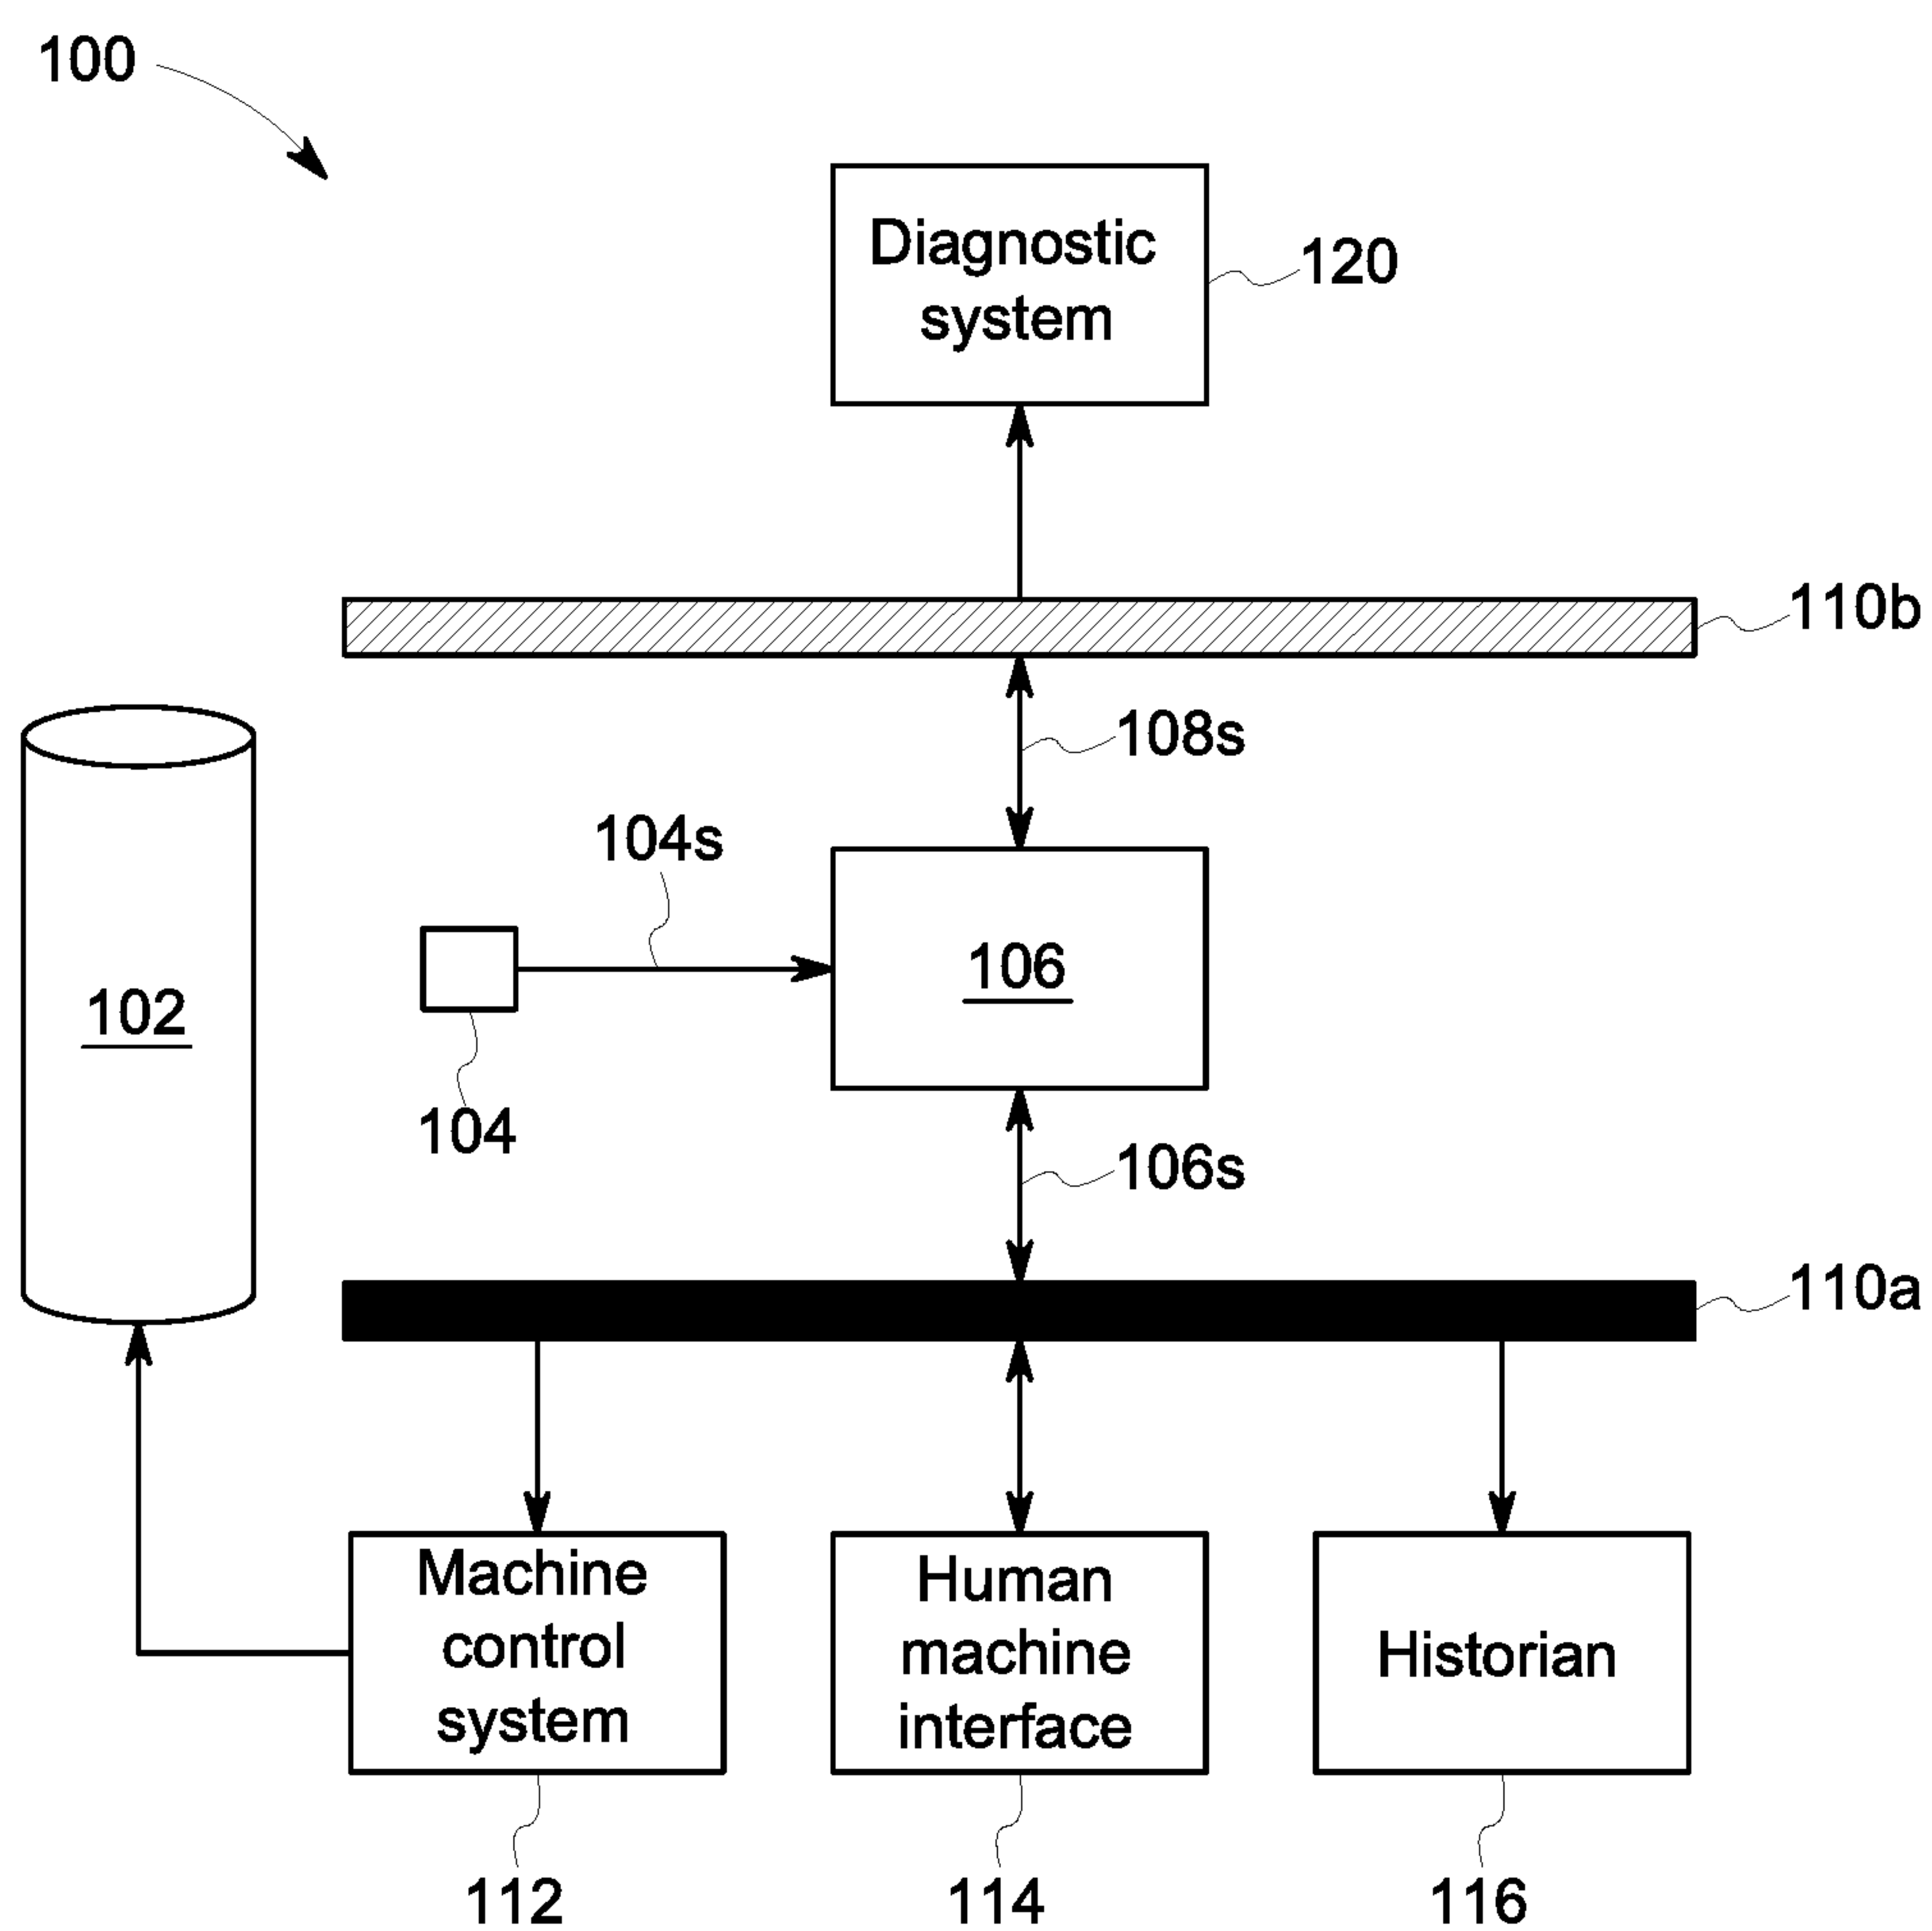 100
Diagnostic
system
120
110b
108s
104s
106
102
104
106s
110a
Machine
control
system
Human
machine
interface
Historian
112
114
116